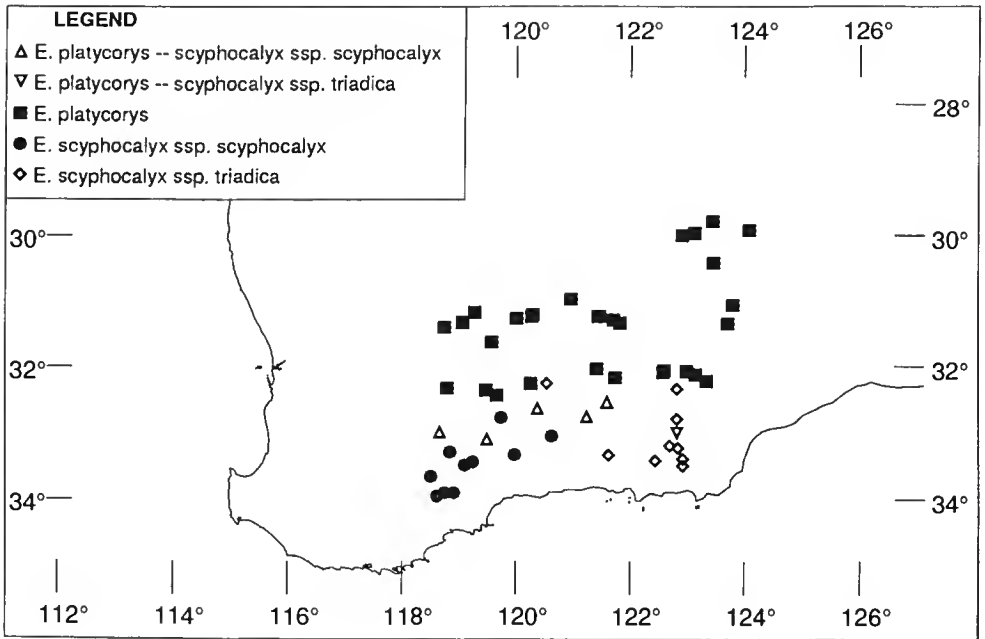 LEGEND
E. platycorys -- scyphocalyx ssp. scyphocalyx
E. platycorys -- scyphocalyx ssp. triadica
E. platycorys
E. scyphocalyx ssp. scyphocalyx
E. scyphocalyx ssp. triadica
120° 122° 124°
28°
30° 30°
32° 32°
34° 34°
112° 114° 116° 118° 120° 122° 124° 126°